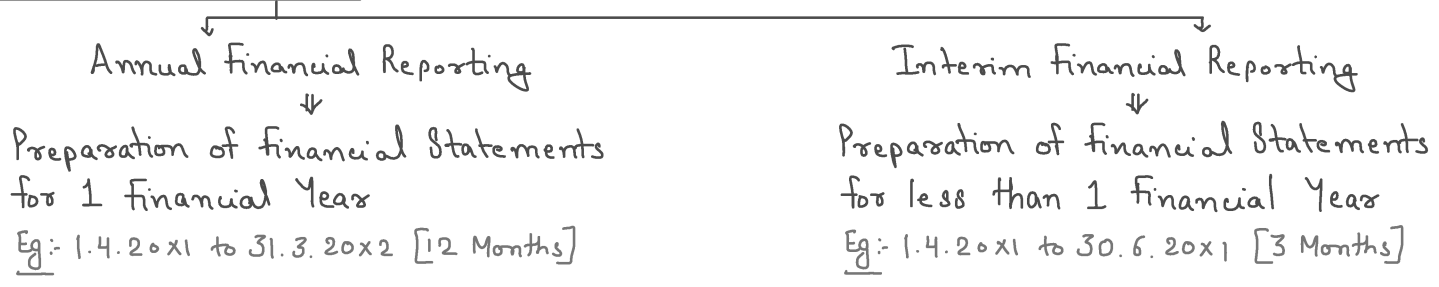 Annual Financial Reporting
Preparation of Financial Statements
for 1 Financial Year
Eg:- 1.4.20x1 to 31.3.20x2 [12 Months]
Interim Financial Reporting
Preparation of Financial Statements
for less than 1 Financial Year
Eg:- 1.4.20x1 to 30.6.20x1 [3 Months]